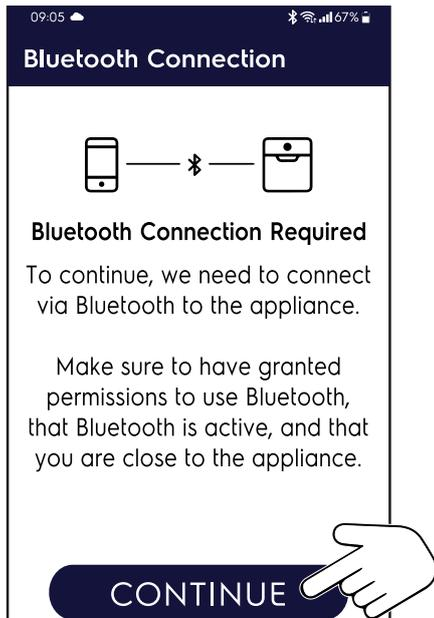 09:05 67%
Bluetooth Connection
Bluetooth Connection Required
To continue, we need to connect
via Bluetooth to the appliance.
Make sure to have granted
permissions to use Bluetooth,
that Bluetooth is active, and that
you are close to the appliance.
CONTINUE